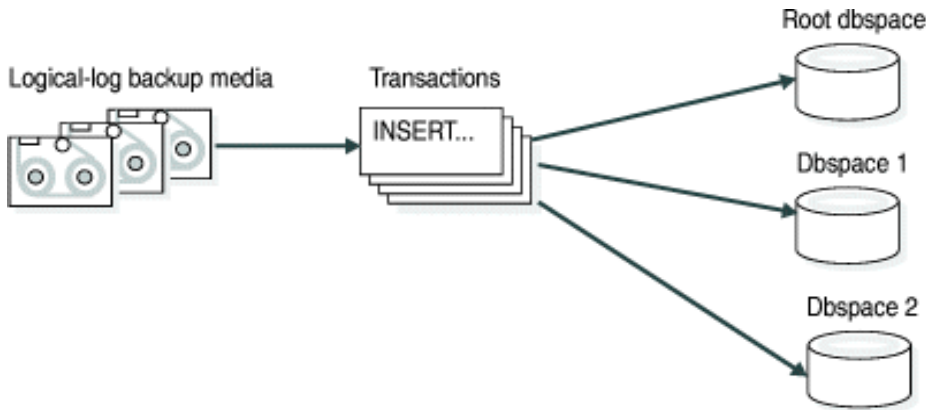 Root dbspace
Logical-log backup media
Transactions
INSERT...
Dbspace 1
Dbspace 2